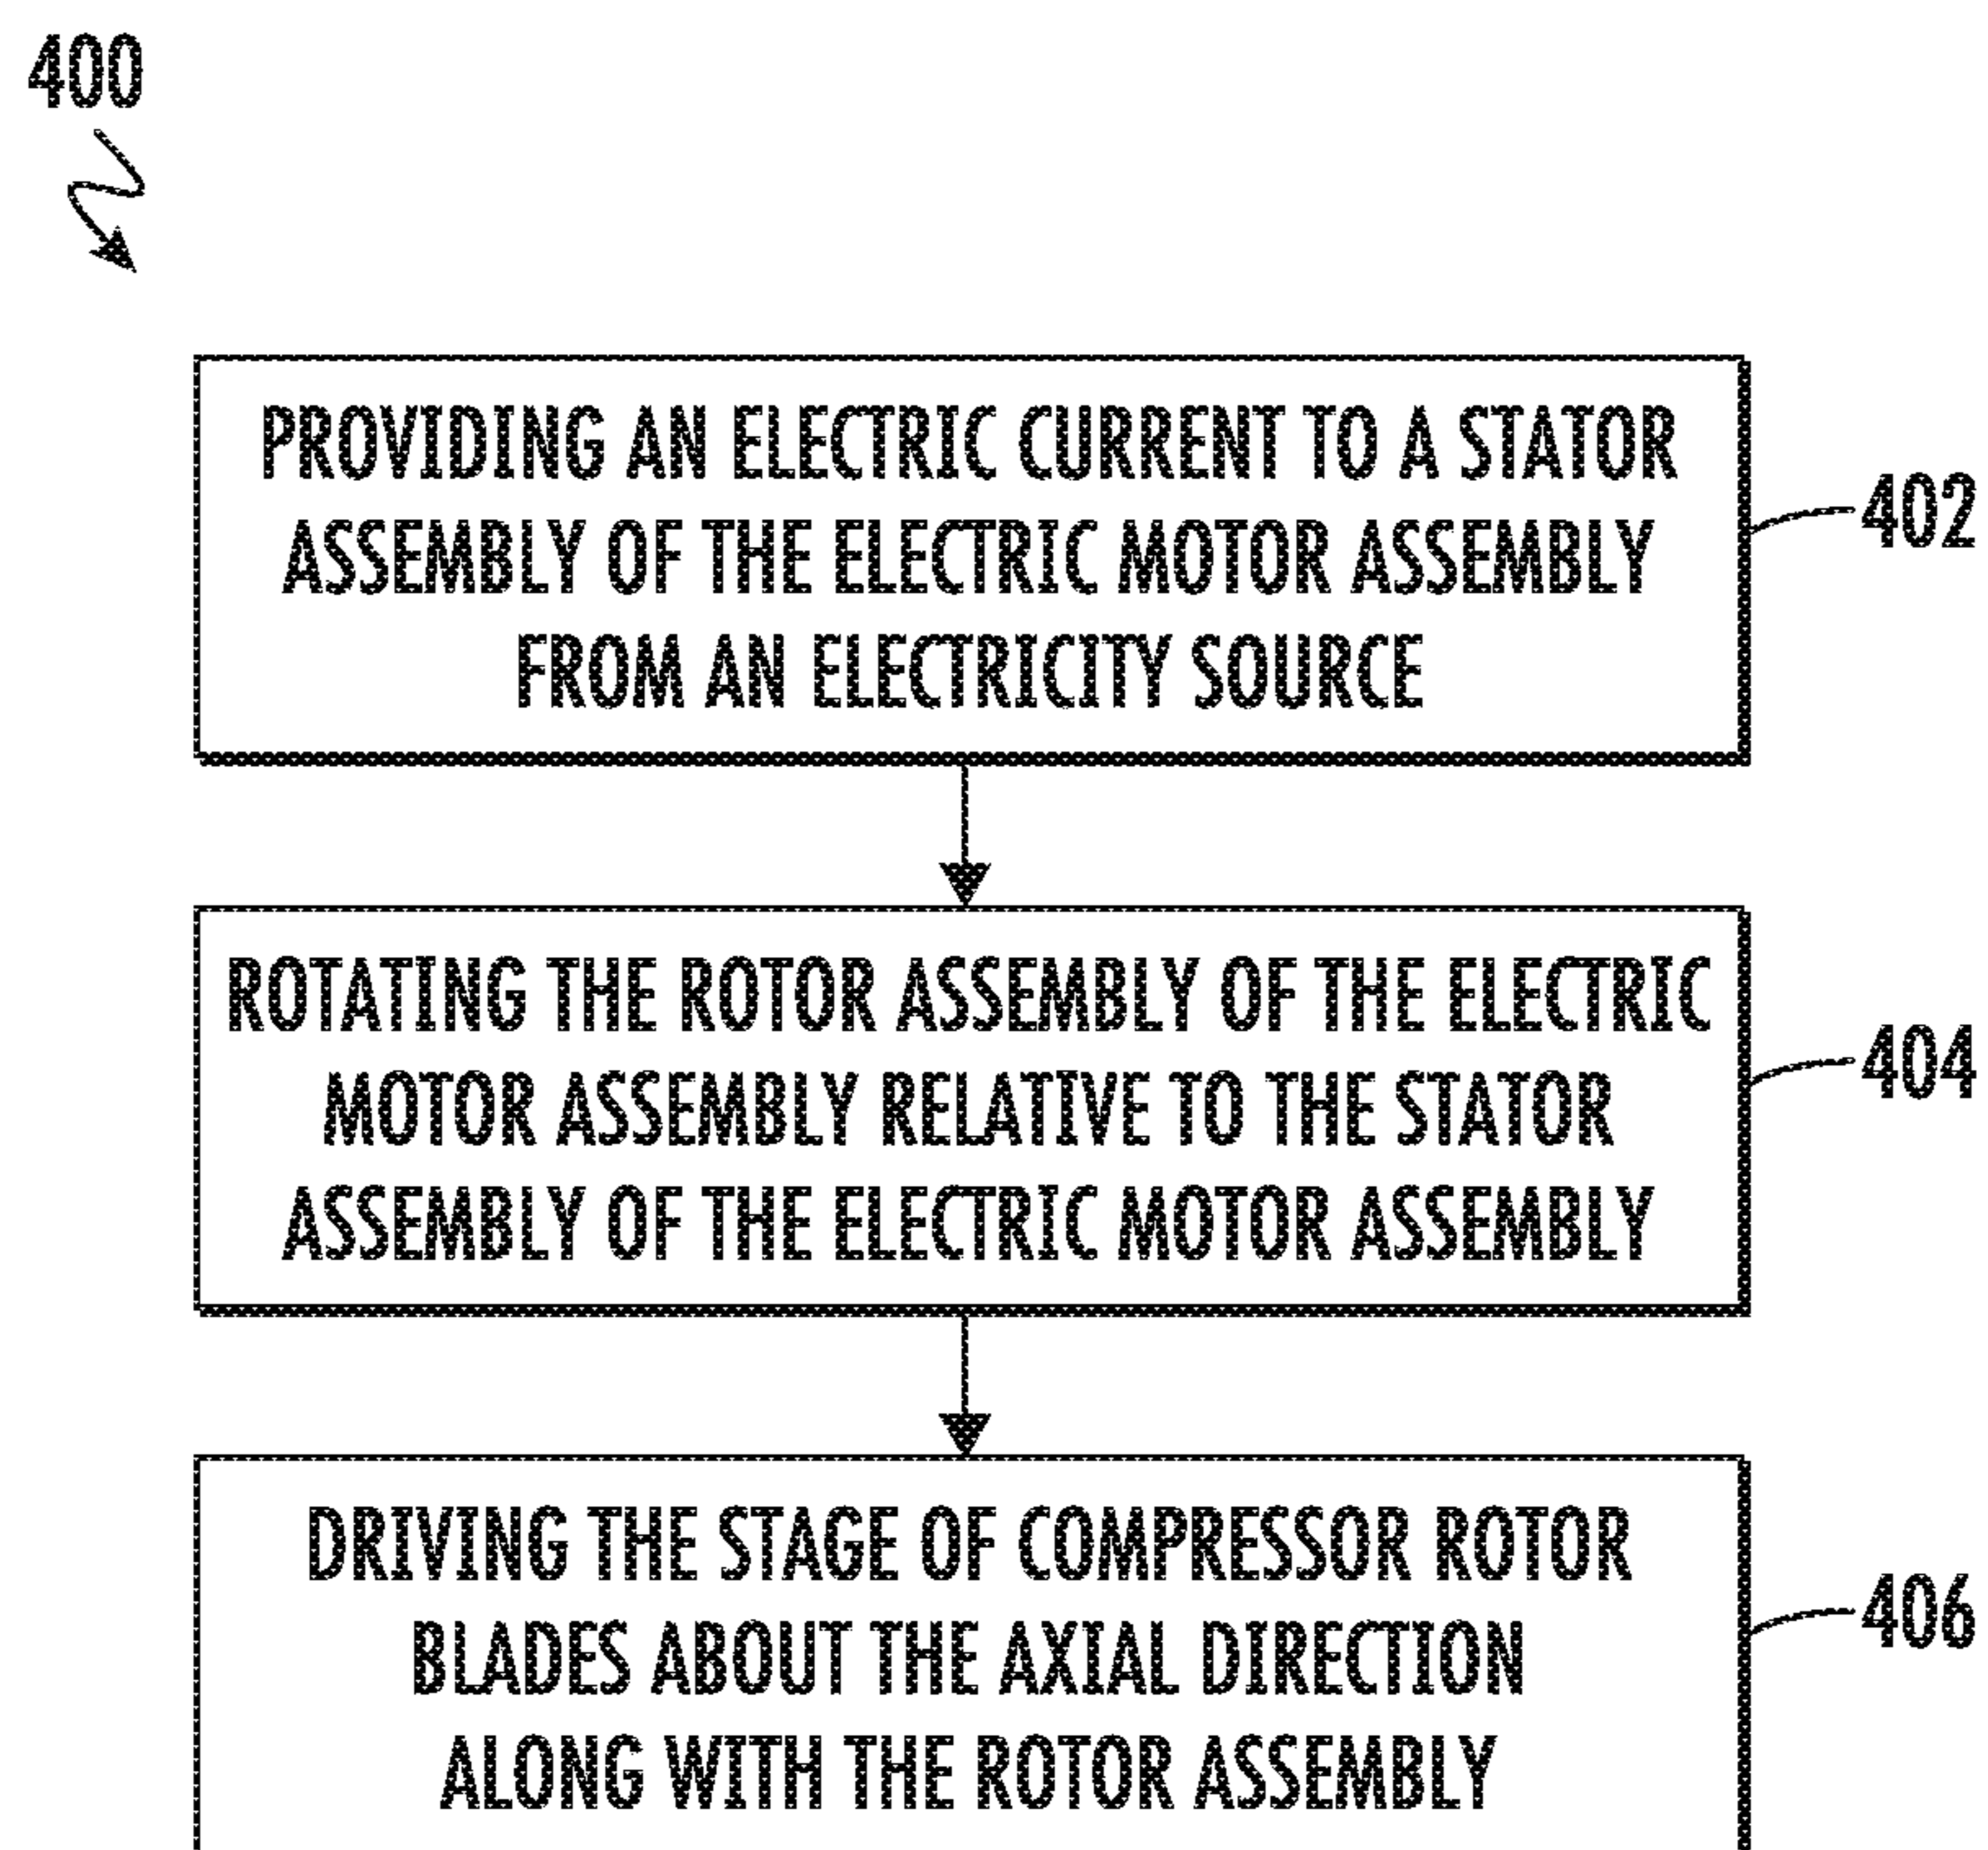 400
PROVIDING AN ELECTRIC CURRENT TO A STATOR
ASSEMBLY OF THE ELECTRIC MOTOR ASSEMBLY
FROM AN ELECTRICITY SOURCE
402
ROTATING THE ROTOR ASSEMBLY OF THE ELECTRIC
MOTOR ASSEMBLY RELATIVE TO THE STATOR
ASSEMBLY OF THE ELECTRIC MOTOR ASSEMBLY
404
DRIVING THE STAGE OF COMPRESSOR ROTOR
BLADES ABOUT THE AXIAL DIRECTION
ALONG WITH THE ROTOR ASSEMBLY
406